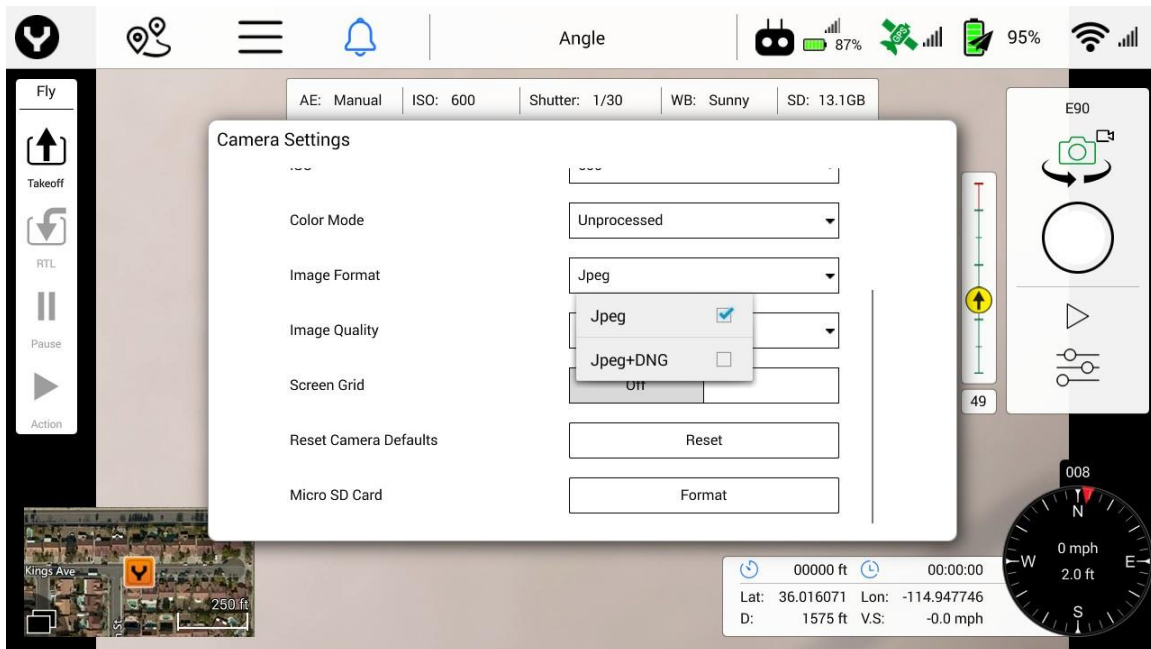 Angle
87%
95%
GPS
Fly
Takeoff
RTL
Pause
Action
AE: Manual
ISO: 600
Shutter: 1/30
WB: Sunny
SD: 13.1GB
Camera Settings
Color Mode
Unprocessed
Image Format
Jpeg
Jpeg
Jpeg+DNG
Image Quality
Screen Grid
Off
Reset Camera Defaults
Reset
Micro SD Card
Format
E90
49
008
N
W
E
S
0 mph
2.0 ft
Kings Ave
250 ft
00000 ft
00:00:00
Lat: 36.016071 Lon: -114.947746
D: 1575 ft V.S: -0.0 mph